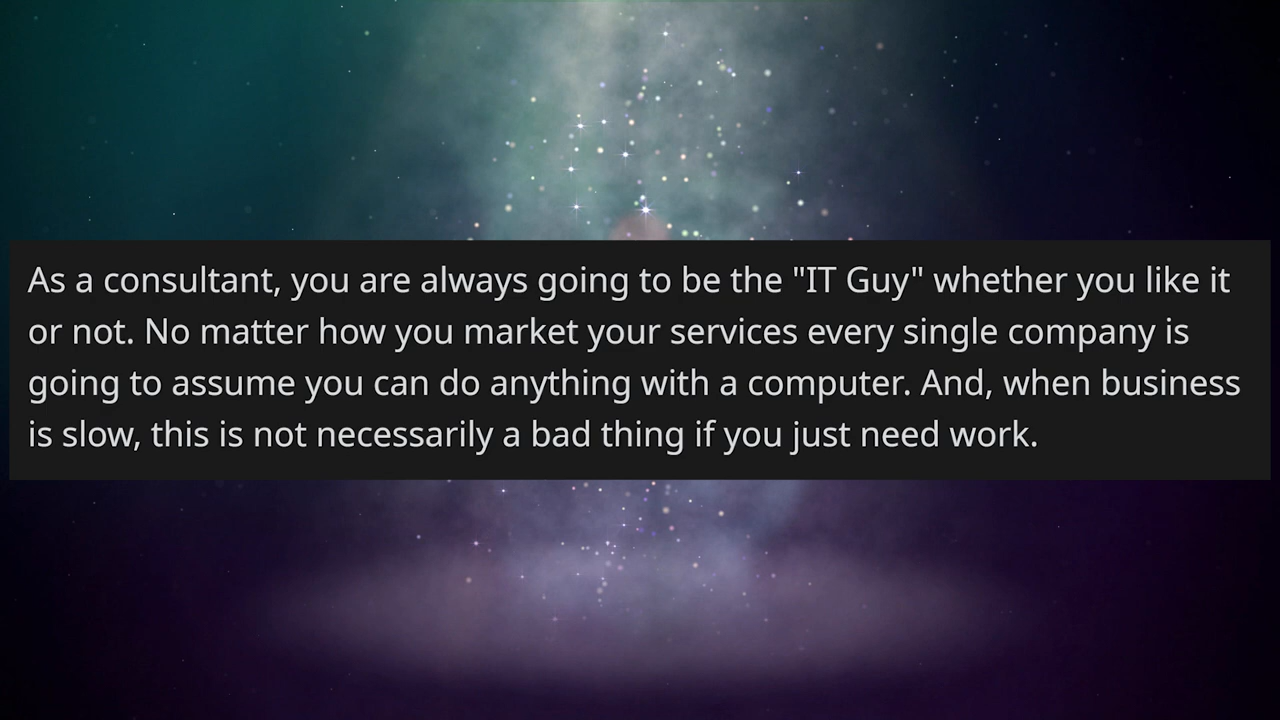 As a consultant, you are always going to be the "IT Guy" whether you like it
or not. No matter how you market your services every single company is
going to assume you can do anything with a computer. And, when business
is slow, this is not necessarily a bad thing if you just need work.